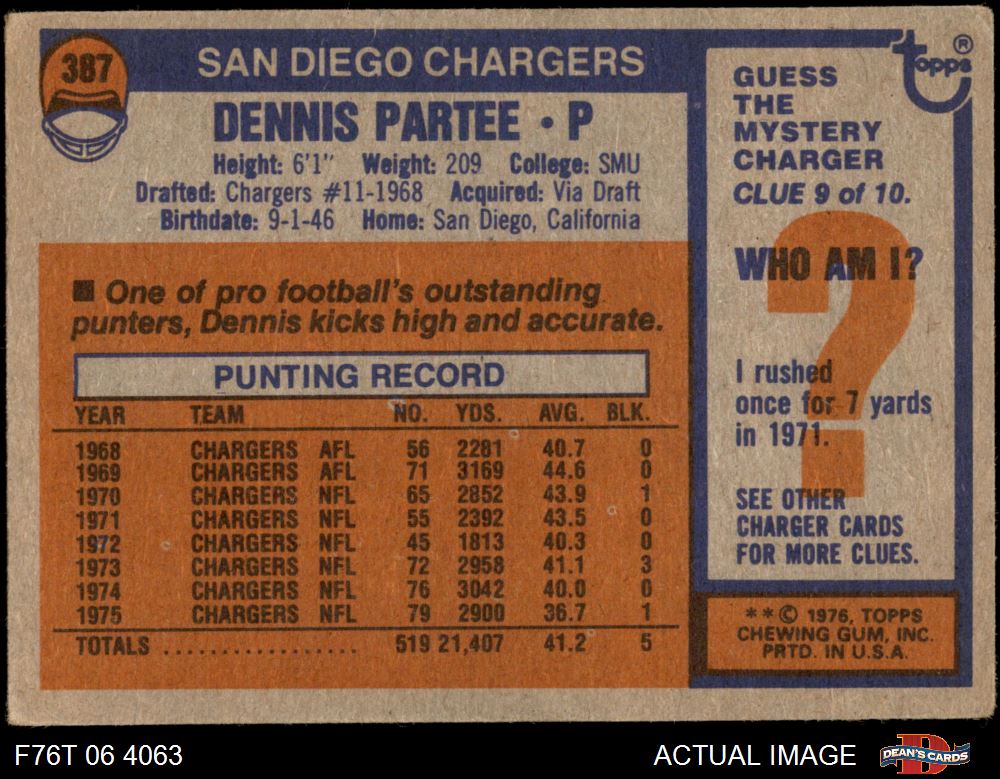 387
SAN DIEGO CHARGERS
DENNIS PARTEE • P
Height: 6'1" Weight: 209 College: SMU
Drafted: Chargers #11-1968 Acquired: Via Draft
Birthdate: 9-1-46 Home: San Diego, California
■ One of pro football's outstanding
punters, Dennis kicks high and accurate.
PUNTING RECORD
YEAR TEAM NO. YDS. AVG. BLK.
1968 CHARGERS AFL 56 2281 40.7 0
1969 CHARGERS AFL 71 3169 44.6 0
1970 CHARGERS NFL 65 2852 43.9 1
1971 CHARGERS NFL 55 2392 43.5 0
1972 CHARGERS NFL 45 1813 40.3 0
1973 CHARGERS NFL 72 2958 41.1 3
1974 CHARGERS NFL 76 3042 40.0 0
1975 CHARGERS NFL 79 2900 36.7 1
TOTALS ................. 519 21,407 41.2 5
topps ®
GUESS
THE
MYSTERY
CHARGER
CLUE 9 of 10.
?
WHO AM I?
I rushed
once for 7 yards
in 1971.
SEE OTHER
CHARGER CARDS
FOR MORE CLUES.
**© 1976, TOPPS
CHEWING GUM, INC.
PRTD. IN U.S.A.
F76T 06 4063
ACTUAL IMAGE
D
DEAN'S CARDS